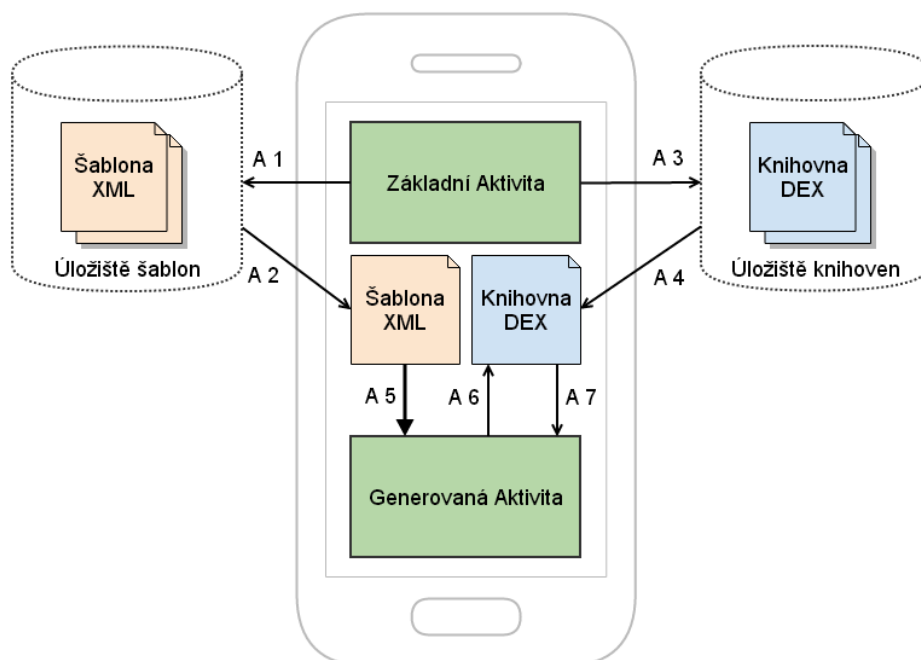 Šablona
XML
Úložiště šablon
A 1
A 2
Základní Aktivita
A 3
A 4
Knihovna
DEX
Úložiště knihoven
Šablona
XML
Knihovna
DEX
A 5
A 6
A 7
Generovaná Aktivita